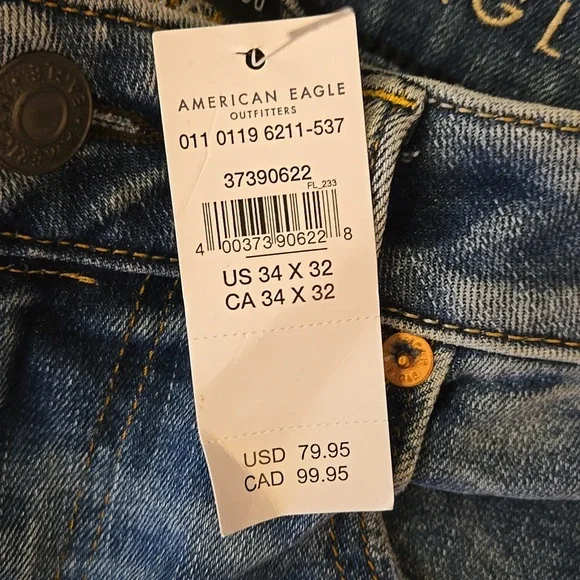 AMERICAN EAGLE
OUTFITTERS
011 0119 6211-537
37390622
FL_233
4 00373 90622 8
US 34 X 32
CA 34 X 32
USD 79.95
CAD 99.95
GL